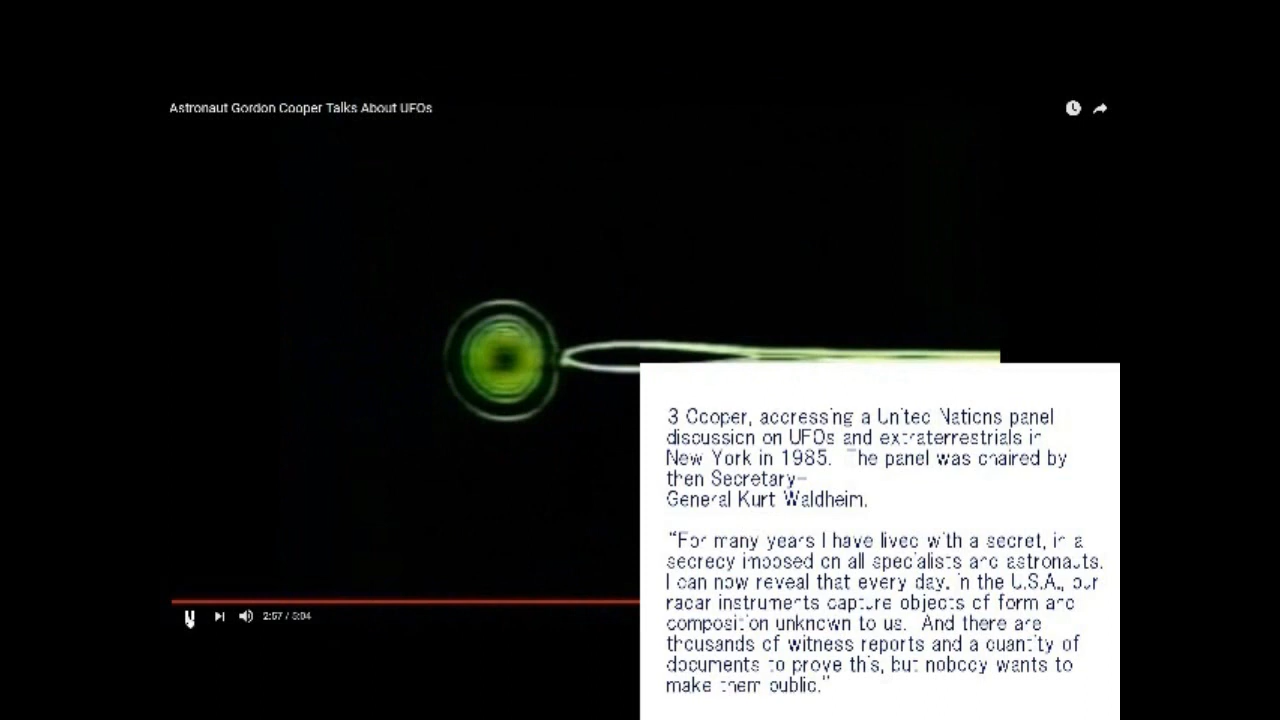 Astronaut Gordon Cooper Talks About UFOs
3 Cooper, addressing a United Nations panel
discussion on UFOs and extraterrestrials in
New York in 1985. The panel was chaired by
then Secretary-
General Kurt Waldheim.
"For many years I have lived with a secret, in a
secrecy imposed on all specialists and astronauts.
I can now reveal that every day, in the U.S.A., our
radar instruments capture objects of form and
composition unknown to us. And there are
thousands of witness reports and a quantity of
documents to prove this, but nobody wants to
make them public."
2:57 / 5:04